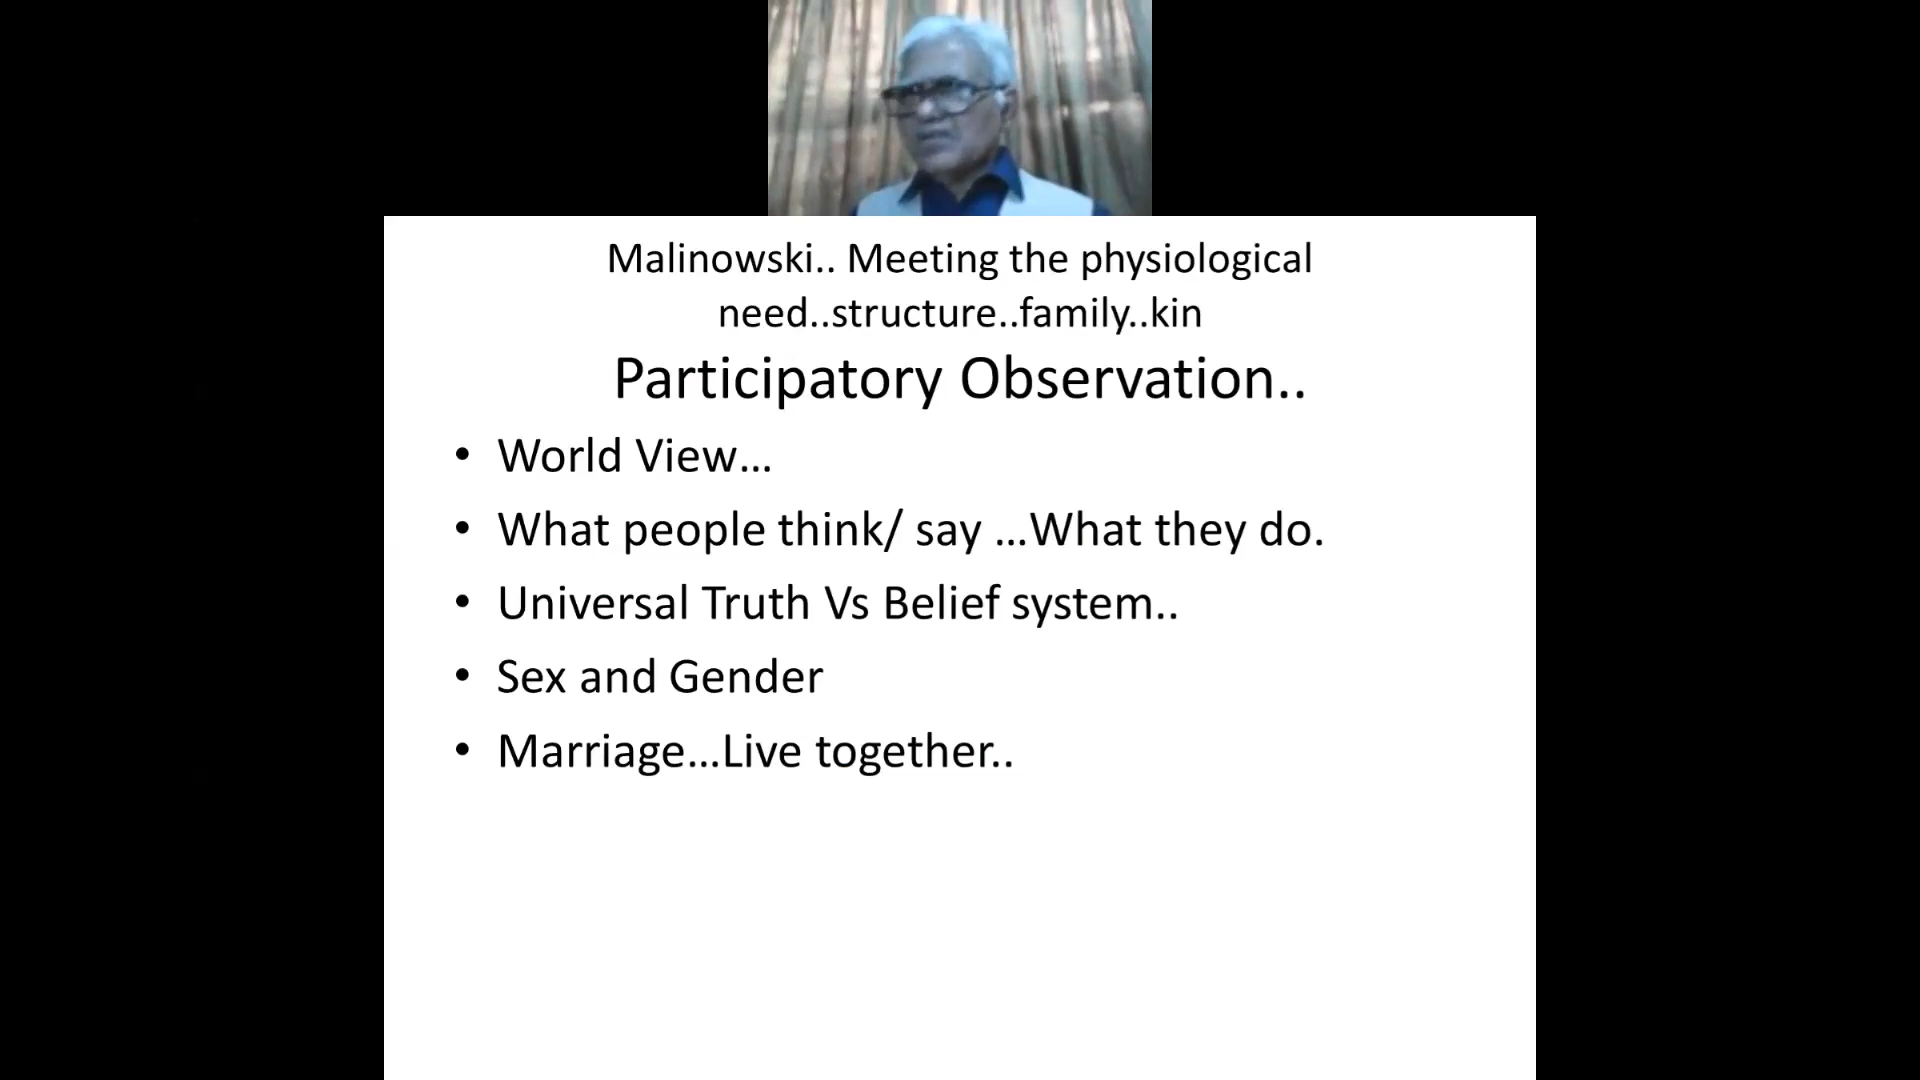 Malinowski.. Meeting the physiological
need..structure..family..kin
Participatory Observation..
• World View…
• What people think/ say …What they do.
• Universal Truth Vs Belief system..
• Sex and Gender
• Marriage…Live together..